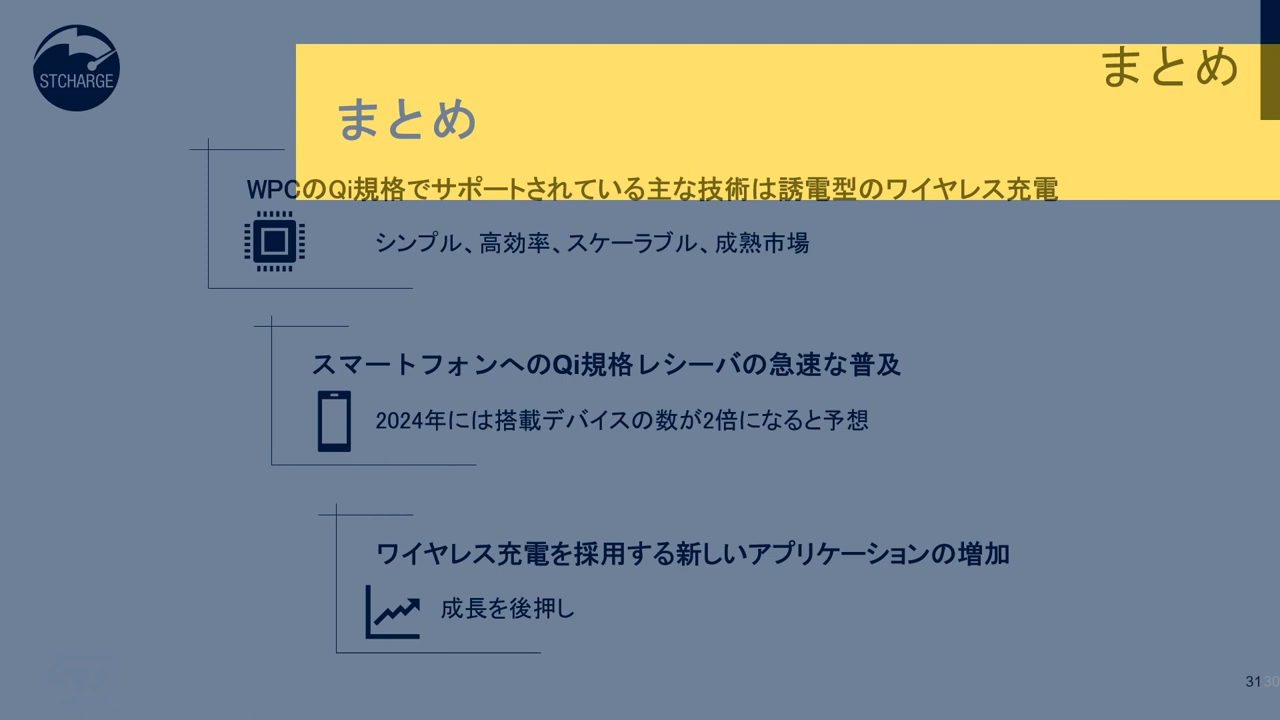 STCHARGE
まとめ
まとめ
WPCのQi規格でサポートされている主な技術は誘電型のワイヤレス充電
シンプル、高効率、スケーラブル、成熟市場
スマートフォンへのQi規格レシーバの急速な普及
2024年には搭載デバイスの数が2倍になると予想
ワイヤレス充電を採用する新しいアプリケーションの増加
成長を後押し
31 30